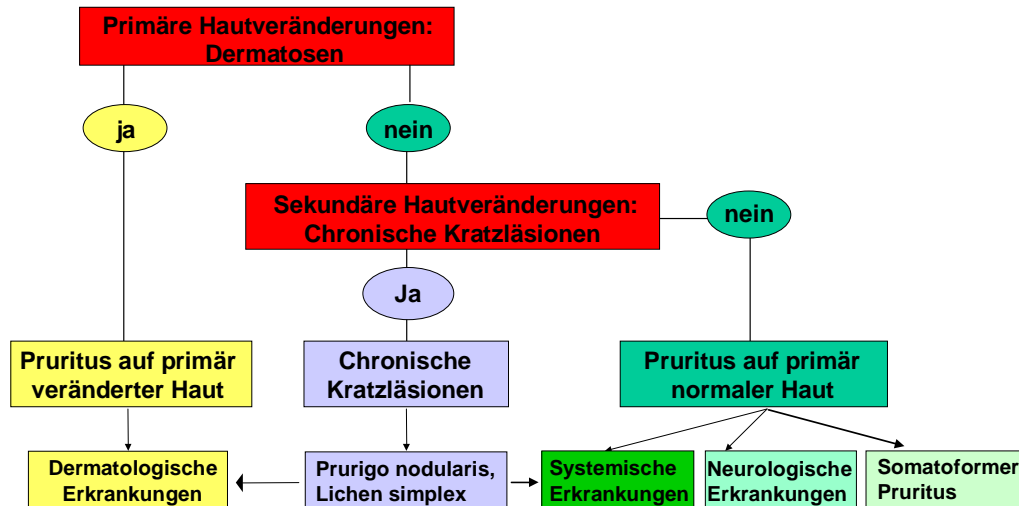 Primäre Hautveränderungen:
Dermatosen
ja
nein
Sekundäre Hautveränderungen:
Chronische Kratzläsionen
nein
Ja
Pruritus auf primär
veränderter Haut
Chronische
Kratzläsionen
Pruritus auf primär
normaler Haut
Dermatologische
Erkrankungen
Prurigo nodularis,
Lichen simplex
Systemische
Erkrankungen
Neurologische
Erkrankungen
Somatoformer
Pruritus